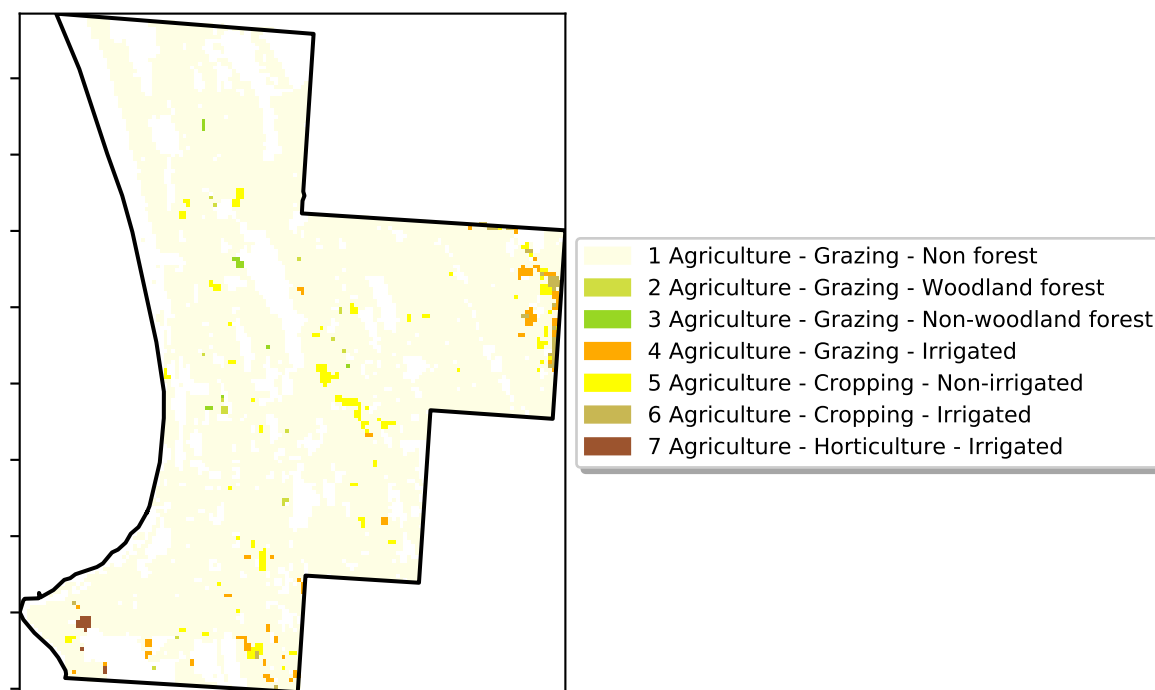 1 Agriculture - Grazing - Non forest
2 Agriculture - Grazing - Woodland forest
3 Agriculture - Grazing - Non-woodland forest
4 Agriculture - Grazing - Irrigated
5 Agriculture - Cropping - Non-irrigated
6 Agriculture - Cropping - Irrigated
7 Agriculture - Horticulture - Irrigated